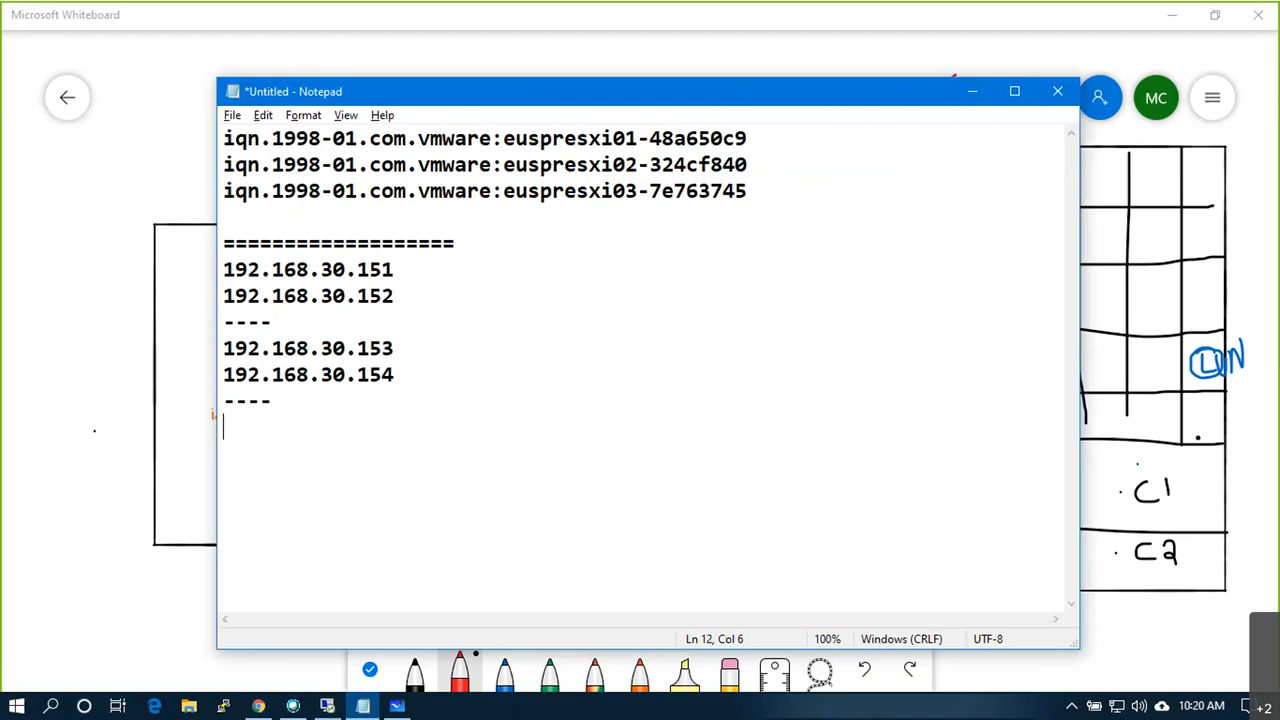 Microsoft Whiteboard
*Untitled - Notepad
MC
File Edit Format View Help
iqn.1998-01.com.vmware:euspresxi01-48a650c9
iqn.1998-01.com.vmware:euspresxi02-324cf840
iqn.1998-01.com.vmware:euspresxi03-7e763745
===================
192.168.30.151
192.168.30.152
----
192.168.30.153
192.168.30.154
----
LUN
C1
C2
Ln 12, Col 6 100% Windows (CRLF) UTF-8
10:20 AM
+2